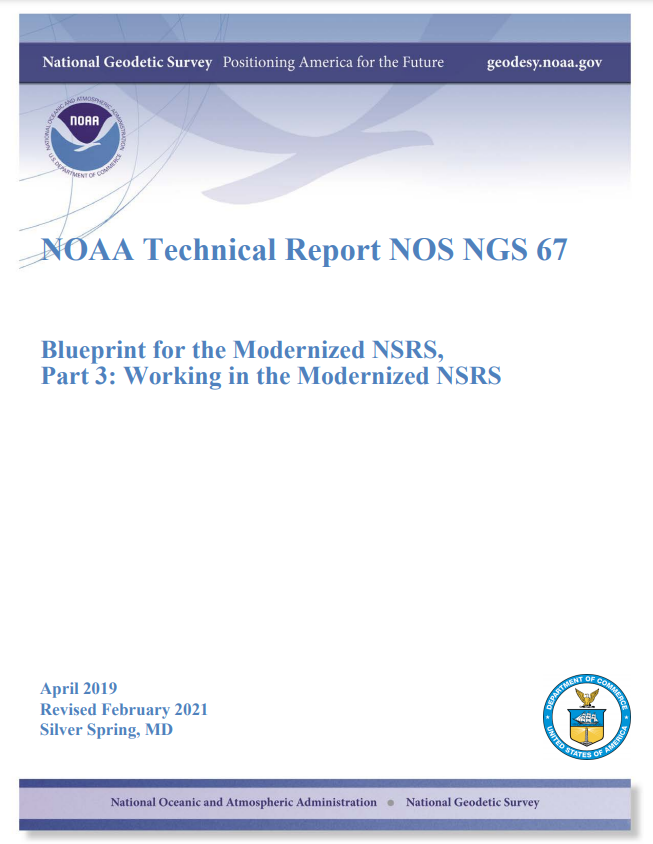 National Geodetic Survey Positioning America for the Future geodesy.noaa.gov
NATIONAL OCEANIC AND ATMOSPHERIC ADMINISTRATION
NOAA
U.S. DEPARTMENT OF COMMERCE
NOAA Technical Report NOS NGS 67
Blueprint for the Modernized NSRS,
Part 3: Working in the Modernized NSRS
April 2019
Revised February 2021
Silver Spring, MD
DEPARTMENT OF COMMERCE
UNITED STATES OF AMERICA
National Oceanic and Atmospheric Administration ● National Geodetic Survey